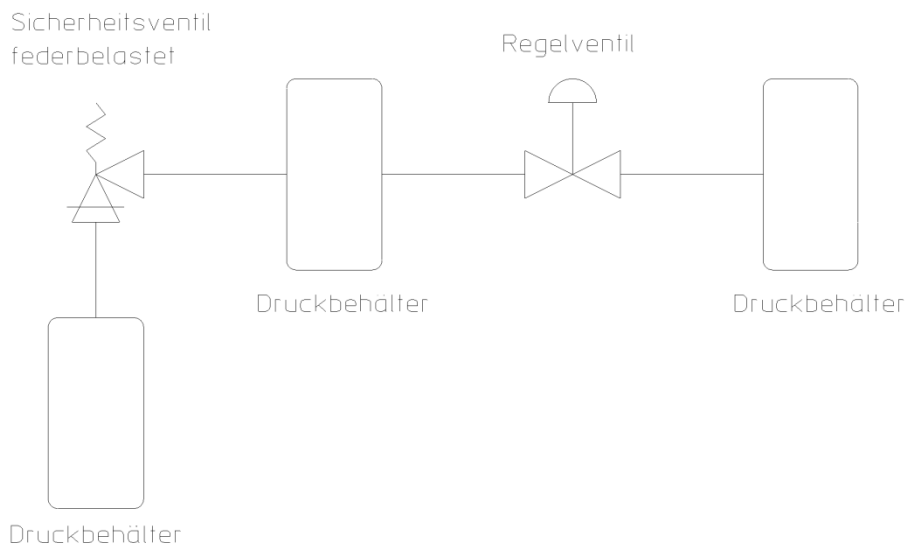 Sicherheitsventil
federbelastet
Regelventil
Druckbehälter
Druckbehälter
Druckbehälter